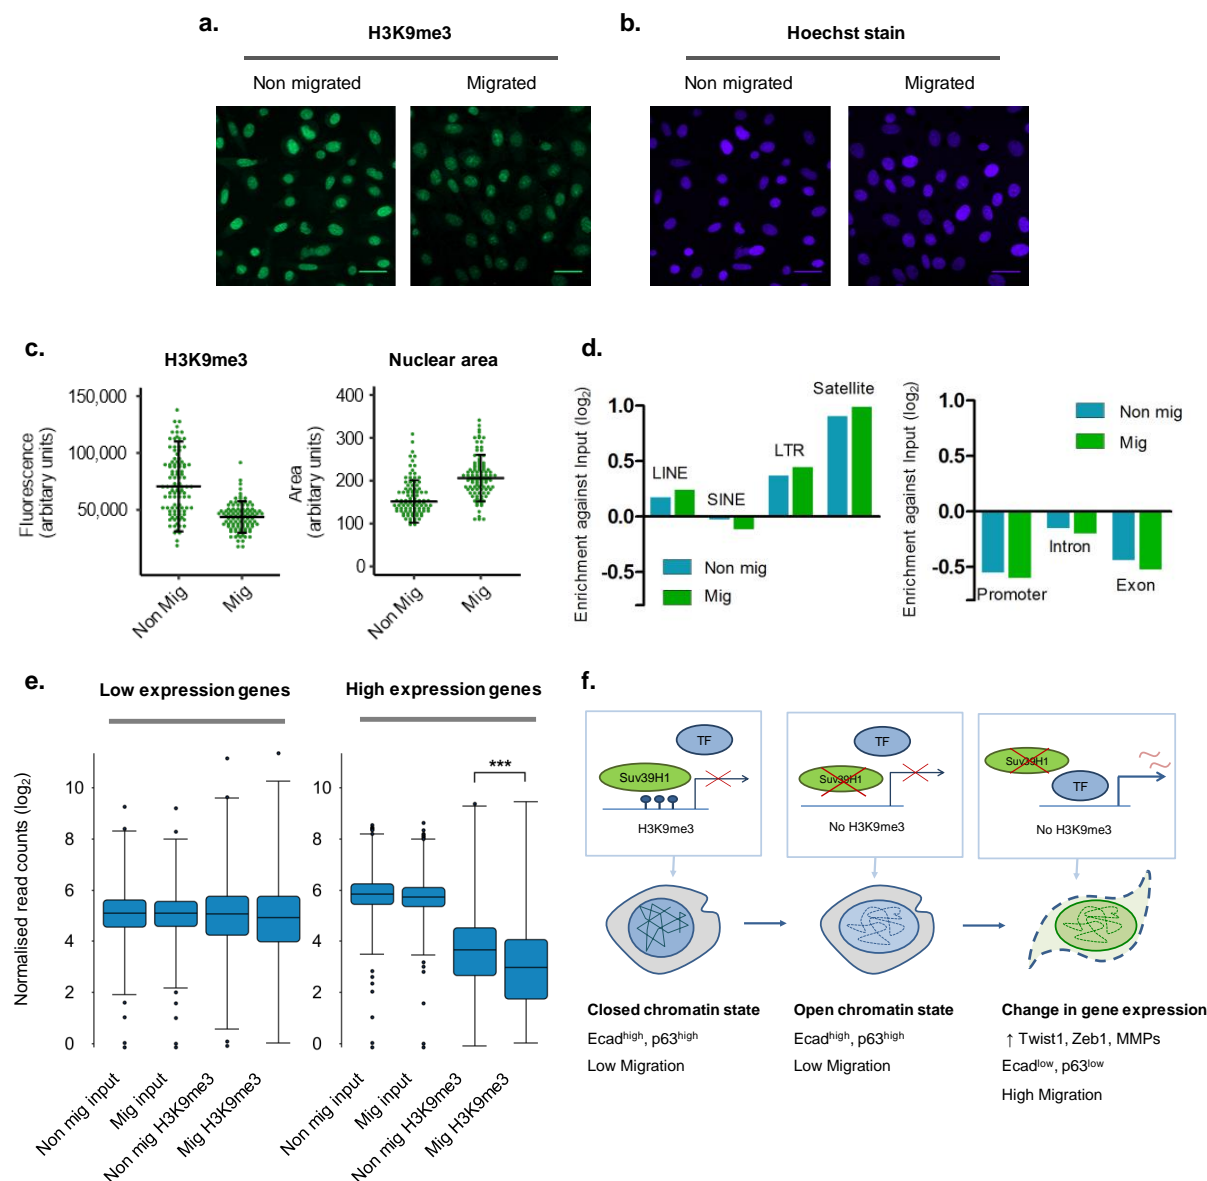 a.
H3K9me3
Non migrated
Migrated
b.
Hoechst stain
Non migrated
Migrated
c.
H3K9me3
Fluorescence
(arbitary units)
150,000
100,000
50,000
Non Mig
Mig
Nuclear area
Area
(arbitary units)
400
300
200
100
0
Non Mig
Mig
d.
Enrichment against Input (log₂)
1.0
0.5
0.0
-0.5
LINE
SINE
LTR
Satellite
Non mig
Mig
Enrichment against Input (log₂)
1.0
0.5
0.0
-0.5
Non mig
Mig
Promoter
Intron
Exon
e.
Low expression genes
High expression genes
Normalised read counts (log₂)
10
8
6
4
2
0
Non mig input
Mig input
Non mig H3K9me3
Mig H3K9me3
10
8
6
4
2
0
***
Non mig input
Mig input
Non mig H3K9me3
Mig H3K9me3
f.
TF
Suv39H1
H3K9me3
TF
Suv39H1
No H3K9me3
Suv39H1
TF
No H3K9me3
Closed chromatin state
Ecadhigh, p63high
Low Migration
Open chromatin state
Ecadhigh, p63high
Low Migration
Change in gene expression
↑ Twist1, Zeb1, MMPs
Ecadlow, p63low
High Migration